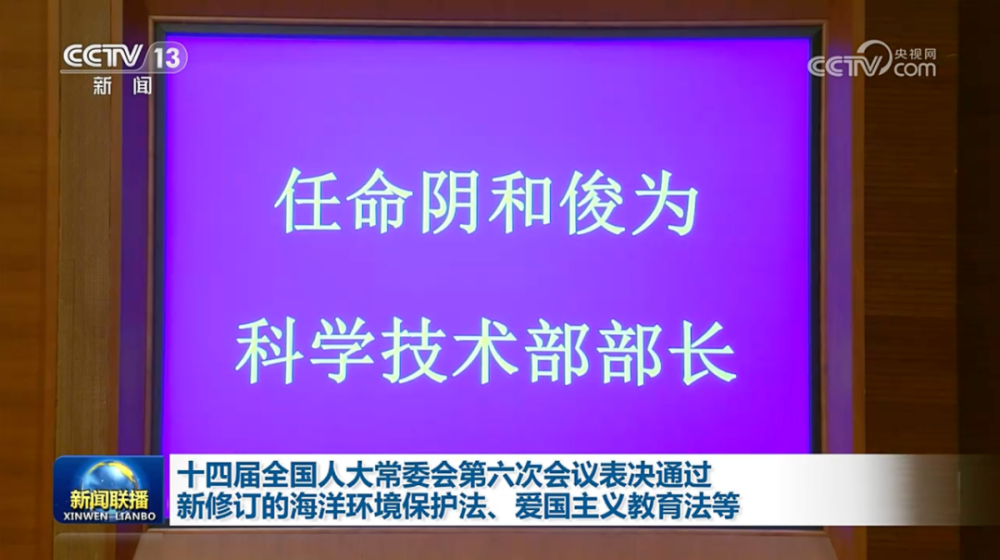 CCTV 13
新闻
央视网
CCTV com
任命阴和俊为
科学技术部部长
十四届全国人大常委会第六次会议表决通过
新修订的海洋环境保护法、爱国主义教育法等
新闻联播
XINWEN LIANBO